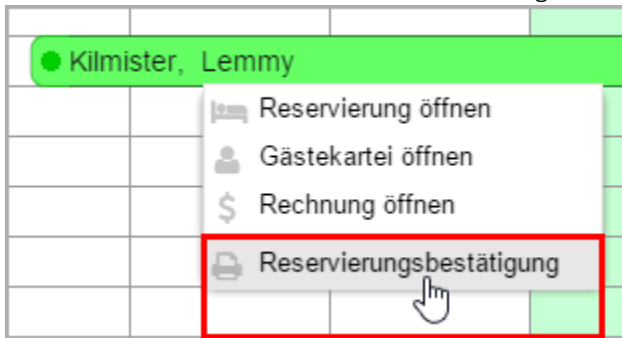 Kilmister, Lemmy
Reservierung öffnen
Gästekartei öffnen
$ Rechnung öffnen
Reservierungsbestätigung